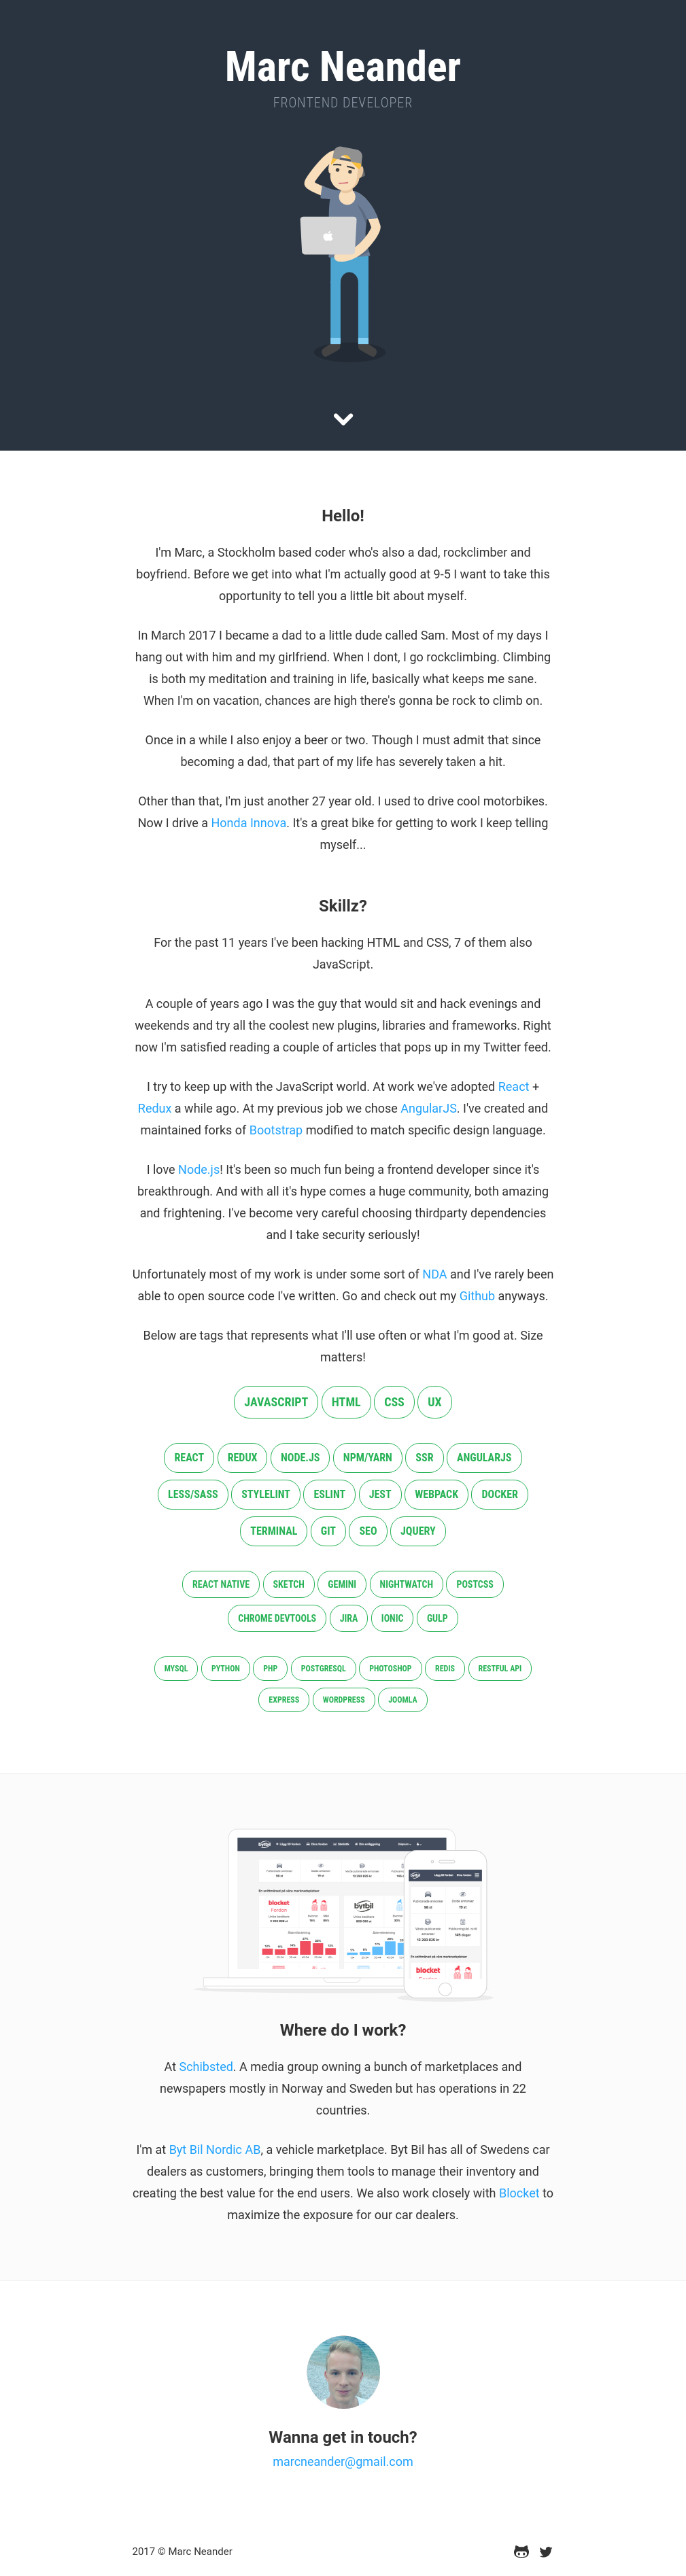 Marc Neander
FRONTEND DEVELOPER
Hello!
I'm Marc, a Stockholm based coder who's also a dad, rockclimber and
boyfriend. Before we get into what I'm actually good at 9-5 I want to take this
opportunity to tell you a little bit about myself.
In March 2017 I became a dad to a little dude called Sam. Most of my days I
hang out with him and my girlfriend. When I dont, I go rockclimbing. Climbing
is both my meditation and training in life, basically what keeps me sane.
When I'm on vacation, chances are high there's gonna be rock to climb on.
Once in a while I also enjoy a beer or two. Though I must admit that since
becoming a dad, that part of my life has severely taken a hit.
Other than that, I'm just another 27 year old. I used to drive cool motorbikes.
Now I drive a Honda Innova. It's a great bike for getting to work I keep telling
myself...
Skillz?
For the past 11 years I've been hacking HTML and CSS, 7 of them also
JavaScript.
A couple of years ago I was the guy that would sit and hack evenings and
weekends and try all the coolest new plugins, libraries and frameworks. Right
now I'm satisfied reading a couple of articles that pops up in my Twitter feed.
I try to keep up with the JavaScript world. At work we've adopted React +
Redux a while ago. At my previous job we chose AngularJS. I've created and
maintained forks of Bootstrap modified to match specific design language.
I love Node.js! It's been so much fun being a frontend developer since it's
breakthrough. And with all it's hype comes a huge community, both amazing
and frightening. I've become very careful choosing thirdparty dependencies
and I take security seriously!
Unfortunately most of my work is under some sort of NDA and I've rarely been
able to open source code I've written. Go and check out my Github anyways.
Below are tags that represents what I'll use often or what I'm good at. Size
matters!
JAVASCRIPT HTML CSS UX
REACT REDUX NODE.JS NPM/YARN SSR ANGULARJS
LESS/SASS STYLELINT ESLINT JEST WEBPACK DOCKER
TERMINAL GIT SEO JQUERY
REACT NATIVE SKETCH GEMINI NIGHTWATCH POSTCSS
CHROME DEVTOOLS JIRA IONIC GULP
MYSQL PYTHON PHP POSTGRESQL PHOTOSHOP REDIS RESTFUL API
EXPRESS WORDPRESS JOOMLA
bytbil
blocket
Fordon
bytbil
blocket
Where do I work?
At Schibsted. A media group owning a bunch of marketplaces and
newspapers mostly in Norway and Sweden but has operations in 22
countries.
I'm at Byt Bil Nordic AB, a vehicle marketplace. Byt Bil has all of Swedens car
dealers as customers, bringing them tools to manage their inventory and
creating the best value for the end users. We also work closely with Blocket to
maximize the exposure for our car dealers.
Wanna get in touch?
marcneander@gmail.com
2017 © Marc Neander